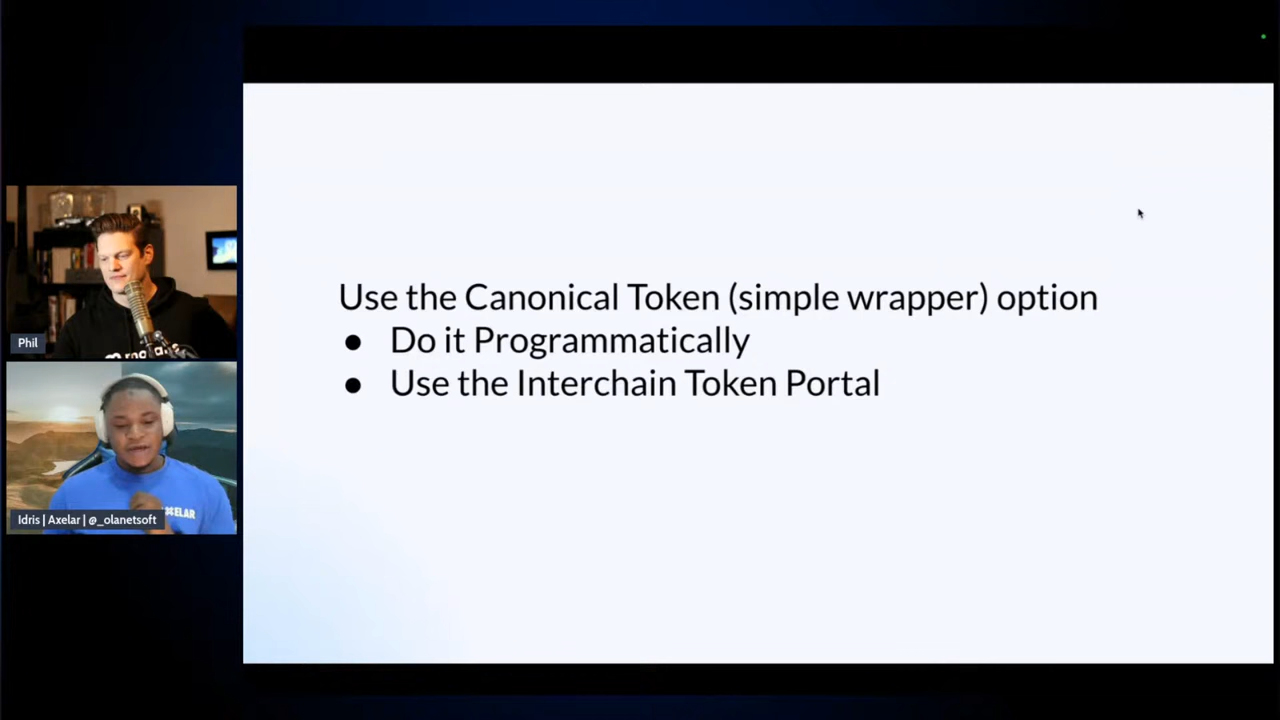 Use the Canonical Token (simple wrapper) option
● Do it Programmatically
● Use the Interchain Token Portal
Phil
Idris | Axelar | @_olanetsoft